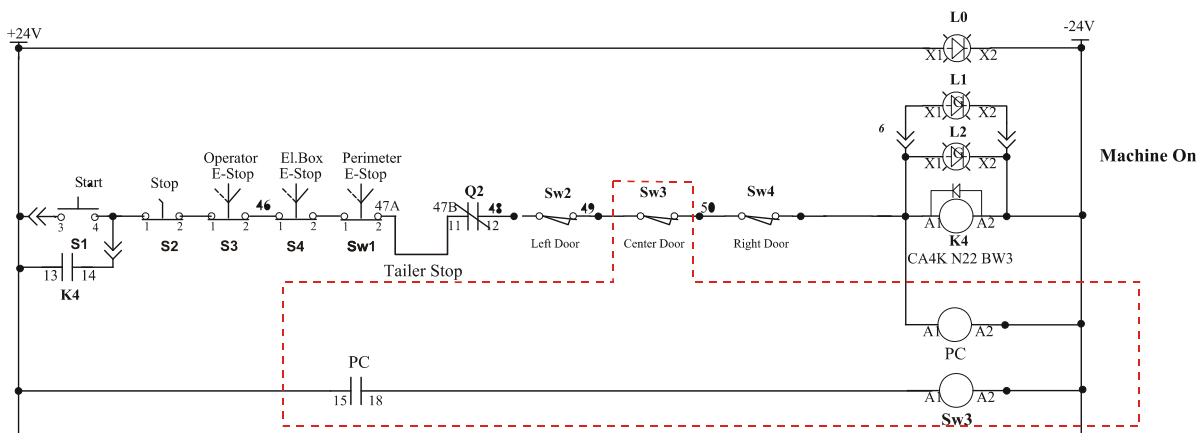 +24V
L0
-24V
X1 X2
L1
X1 X2
6
L2
X1 X2
Machine On
Start
3 4
S1
13 14
K4
Stop
1 2
S2
Operator
E-Stop
1 2
S3
46
El.Box
E-Stop
1 2
S4
Perimeter
E-Stop
1 2
Sw1
47A
Tailer Stop
Q2
47B 48
11 12
Sw2
49
Left Door
Sw3
50
Center Door
Sw4
Right Door
A1 A2
K4
CA4K N22 BW3
A1 A2
PC
PC
15 18
A1 A2
Sw3